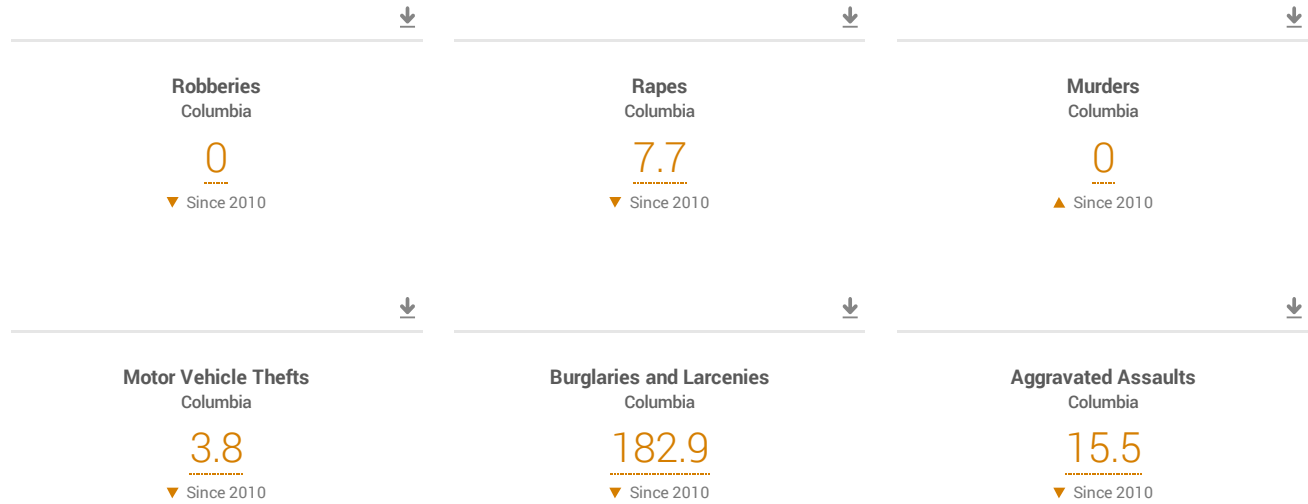 Robberies
Columbia
0
▼ Since 2010
Rapes
Columbia
7.7
▼ Since 2010
Murders
Columbia
0
▲ Since 2010
Motor Vehicle Thefts
Columbia
3.8
▼ Since 2010
Burglaries and Larcenies
Columbia
182.9
▼ Since 2010
Aggravated Assaults
Columbia
15.5
▼ Since 2010